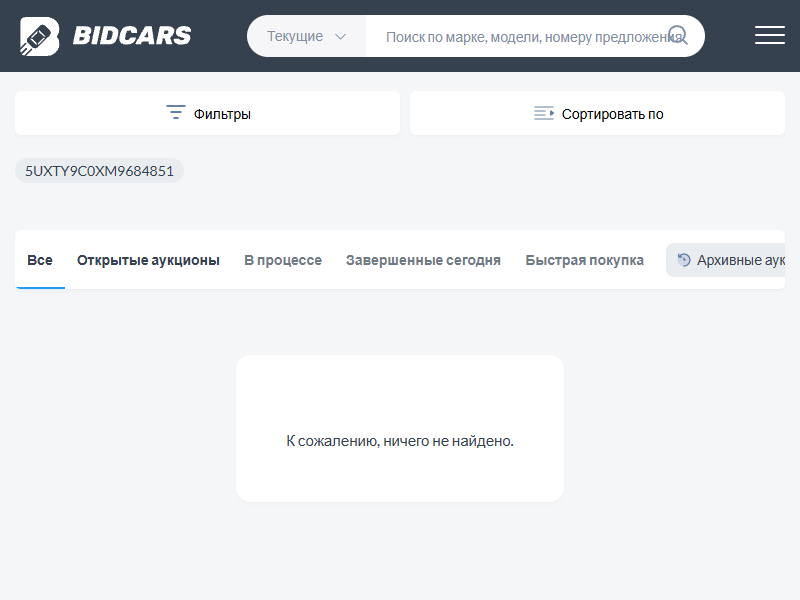 BIDCARS
Текущие
Поиск по марке, модели, номеру предложения
Фильтры
Сортировать по
5UXTY9C0XM9684851
Все
Открытые аукционы
В процессе
Завершенные сегодня
Быстрая покупка
Архивные аук
К сожалению, ничего не найдено.